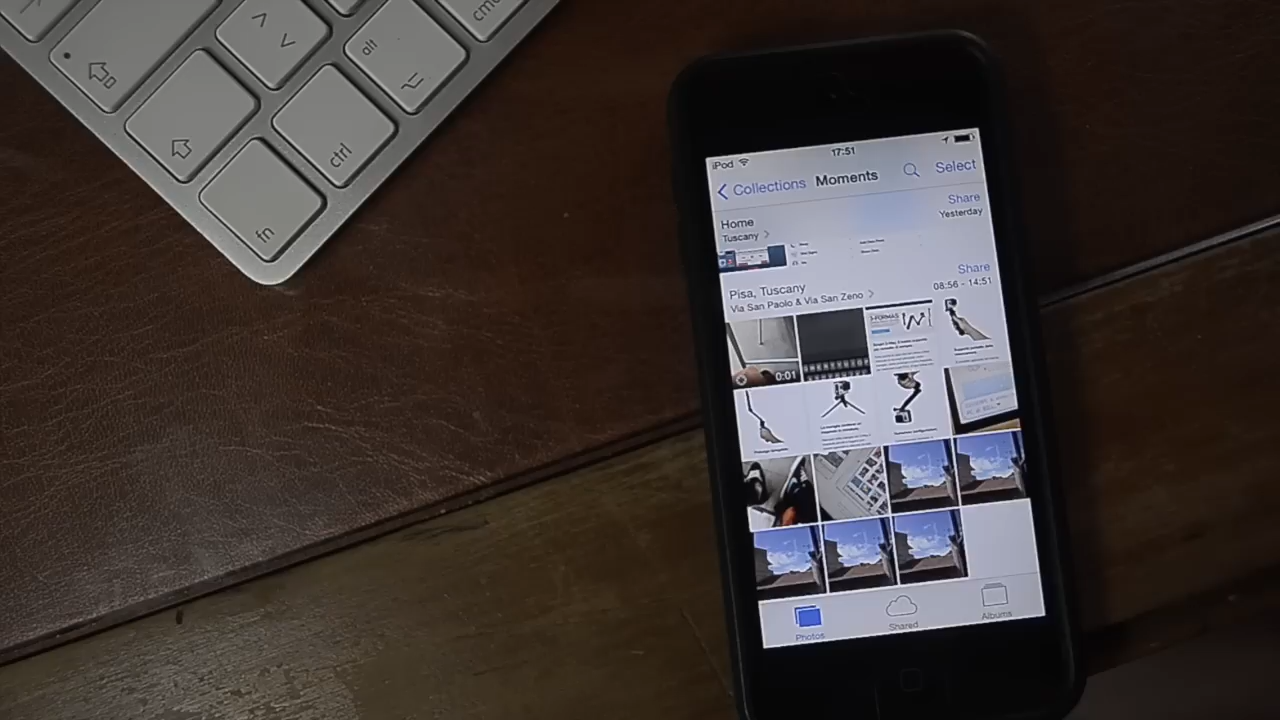 alt
cmd
ctrl
fn
iPod
17:51
Collections
Moments
Select
Home
Tuscany
Share
Yesterday
Pisa, Tuscany
Via San Paolo & Via San Zeno
Share
08:56 - 14:51
0:01
Photos
Shared
Albums